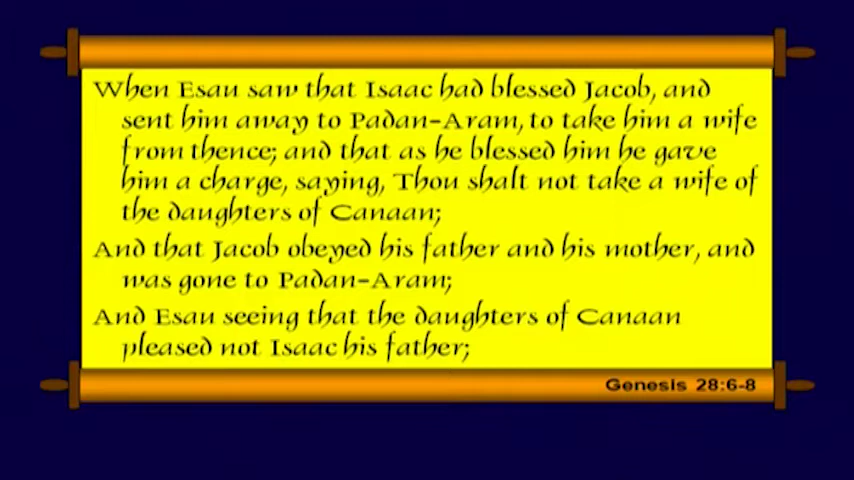 When Esau saw that Isaac had blessed Jacob, and
sent him away to Padan-Aram, to take him a wife
from thence; and that as he blessed him he gave
him a charge, saying, Thou shalt not take a wife of
the daughters of Canaan;
And that Jacob obeyed his father and his mother, and
was gone to Padan-Aram;
And Esau seeing that the daughters of Canaan
pleased not Isaac his father;
Genesis 28:6-8